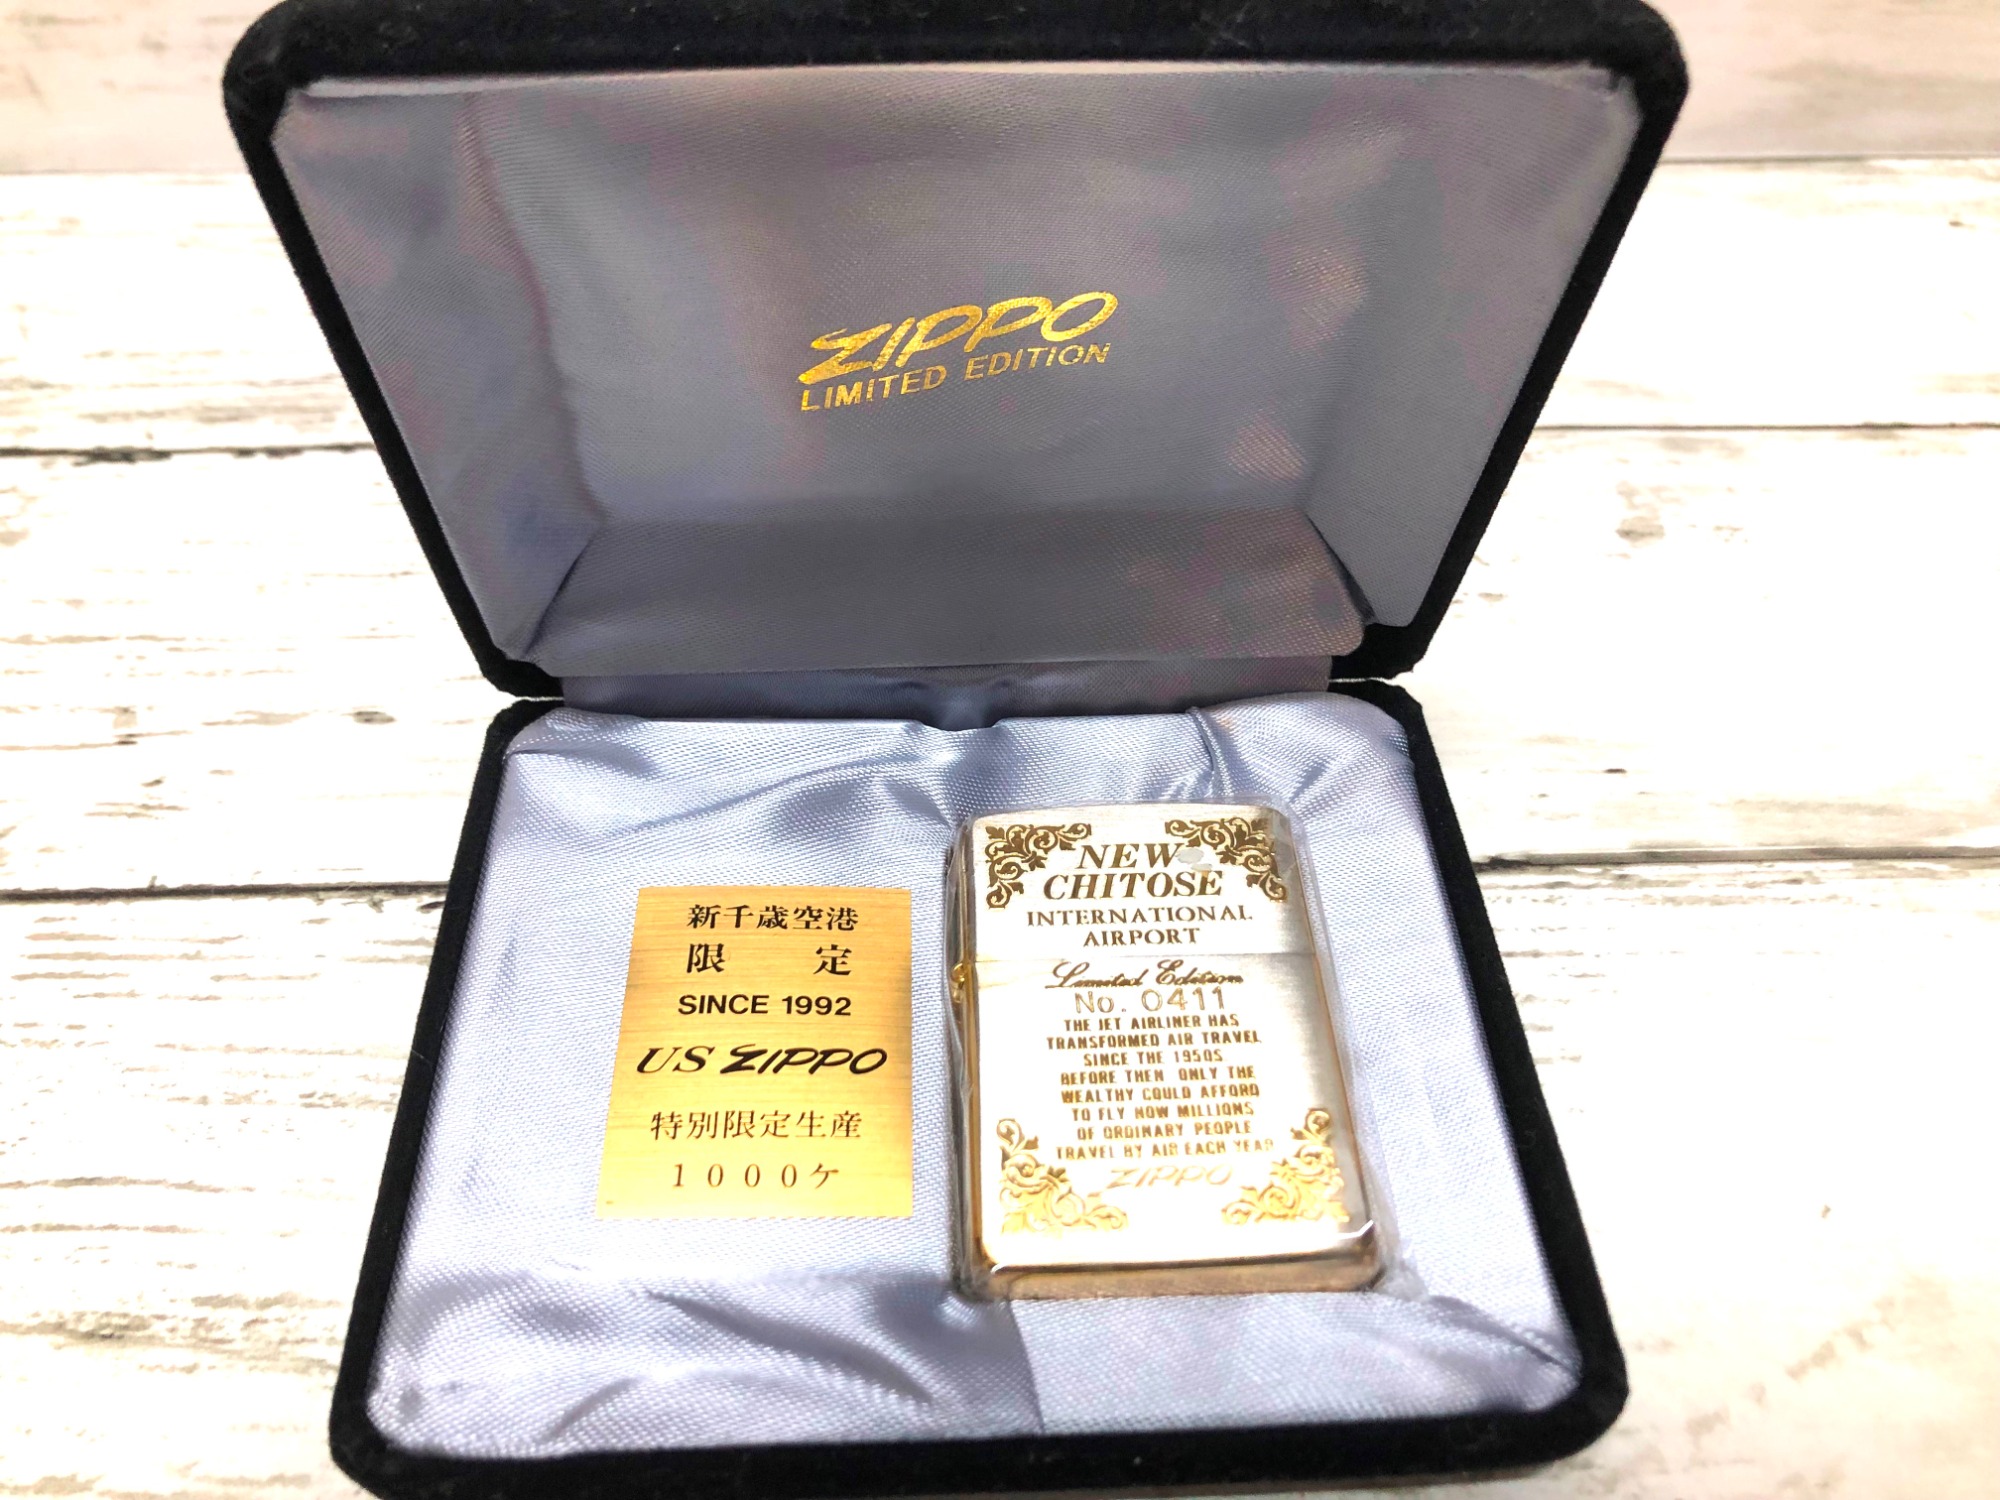 ZIPPO
LIMITED EDITION
新千歳空港
限 定
SINCE 1992
US ZIPPO
特別限定生産
1000ケ
NEW
CHITOSE
INTERNATIONAL
AIRPORT
Limited Edition
No. 0411
THE JET AIRLINER HAS
TRANSFORMED AIR TRAVEL
SINCE THE 1950S
BEFORE THEN ONLY THE
WEALTHY COULD AFFORD
TO FLY NOW MILLIONS
OF ORDINARY PEOPLE
TRAVEL BY AIR EACH YEAR
ZIPPO